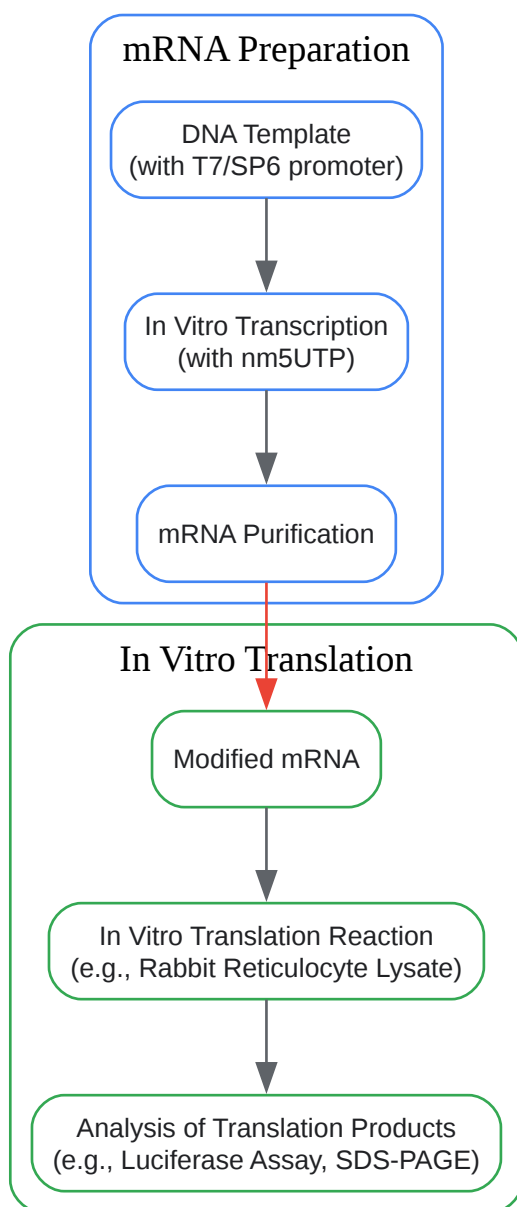 mRNA Preparation
DNA Template
(with T7/SP6 promoter)
In Vitro Transcription
(with nm5UTP)
mRNA Purification
In Vitro Translation
Modified mRNA
In Vitro Translation Reaction
(e.g., Rabbit Reticulocyte Lysate)
Analysis of Translation Products
(e.g., Luciferase Assay, SDS-PAGE)